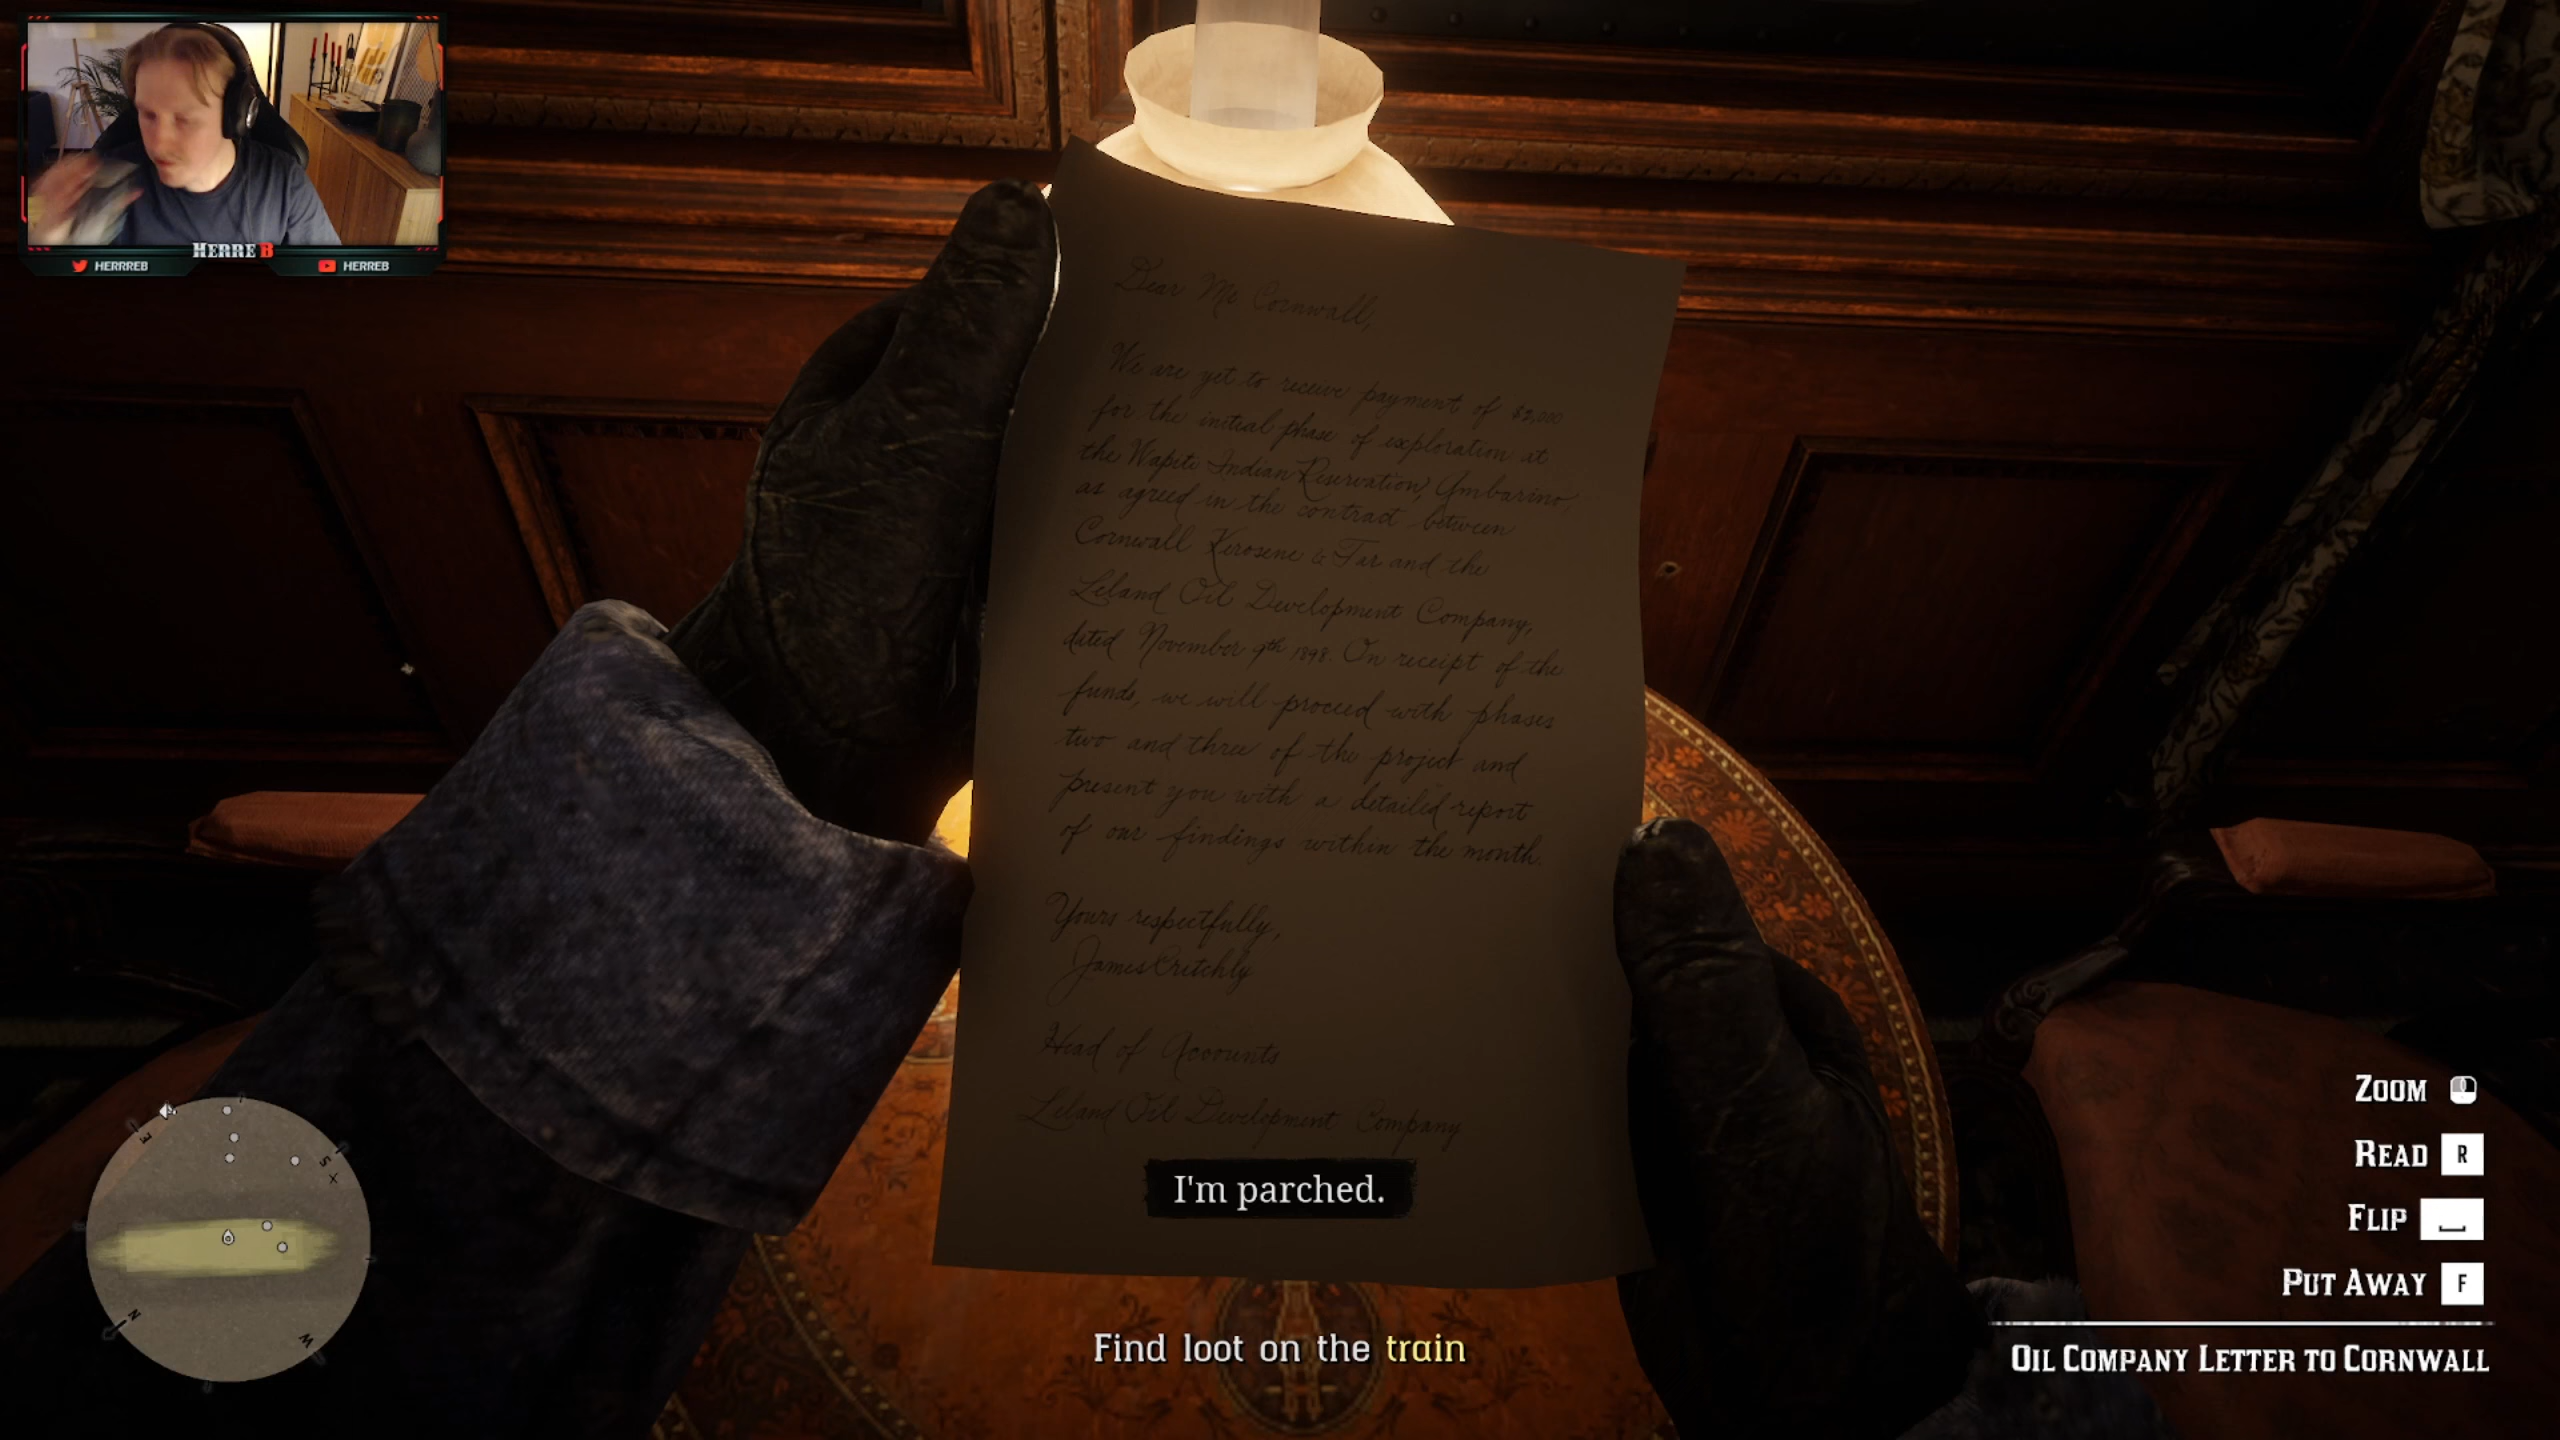 HERRE B
HERRREB
HERREB
Dear Mr Cornwall,
We are yet to receive payment of $2,000
for the initial phase of exploration at
the Wapiti Indian Reservation, Ambarino,
as agreed in the contract between
Cornwall Kerosene & Tar and the
Leland Oil Development Company,
dated November 9th 1898. On receipt of the
funds, we will proceed with phases
two and three of the project and
present you with a detailed report
of our findings within the month.
Yours respectfully,
James Critchly
Head of Accounts
Leland Oil Development Company
I'm parched.
Find loot on the train
E
S
N
W
ZOOM
READ R
FLIP
PUT AWAY F
OIL COMPANY LETTER TO CORNWALL